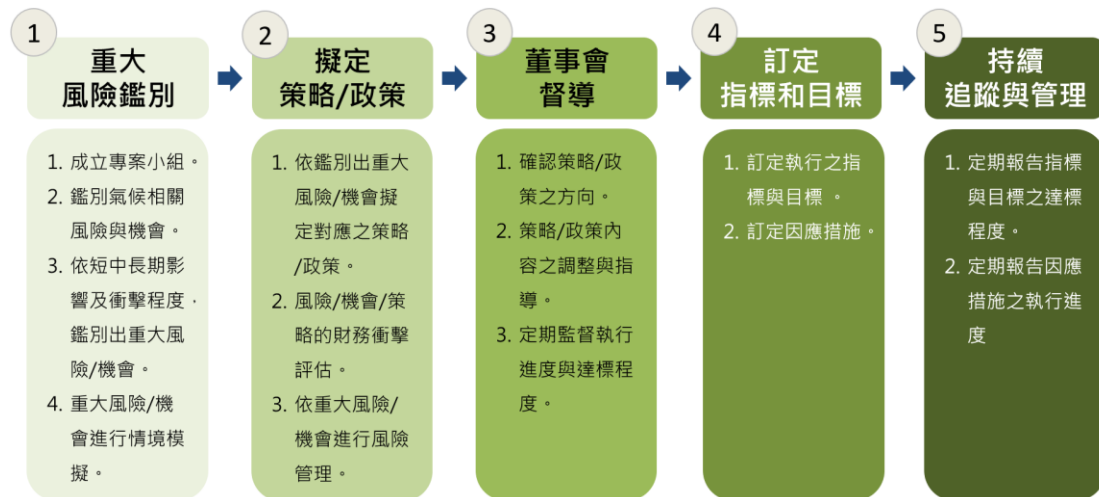 1
重大
風險鑑別
1. 成立專案小組。
2. 鑑別氣候相關
風險與機會。
3. 依短中長期影
響及衝擊程度，
鑑別出重大風
險/機會。
4. 重大風險/機
會進行情境模
擬。
2
擬定
策略/政策
1. 依鑑別出重大
風險/機會擬
定對應之策略
/政策。
2. 風險/機會/策
略的財務衝擊
評估。
3. 依重大風險/
機會進行風險
管理。
3
董事會
督導
1. 確認策略/政
策之方向。
2. 策略/政策內
容之調整與指
導。
3. 定期監督執行
進度與達標程
度。
4
訂定
指標和目標
1. 訂定執行之指
標與目標 。
2. 訂定因應措施。
5
持續
追蹤與管理
1. 定期報告指標
與目標之達標
程度。
2. 定期報告因應
措施之執行進
度